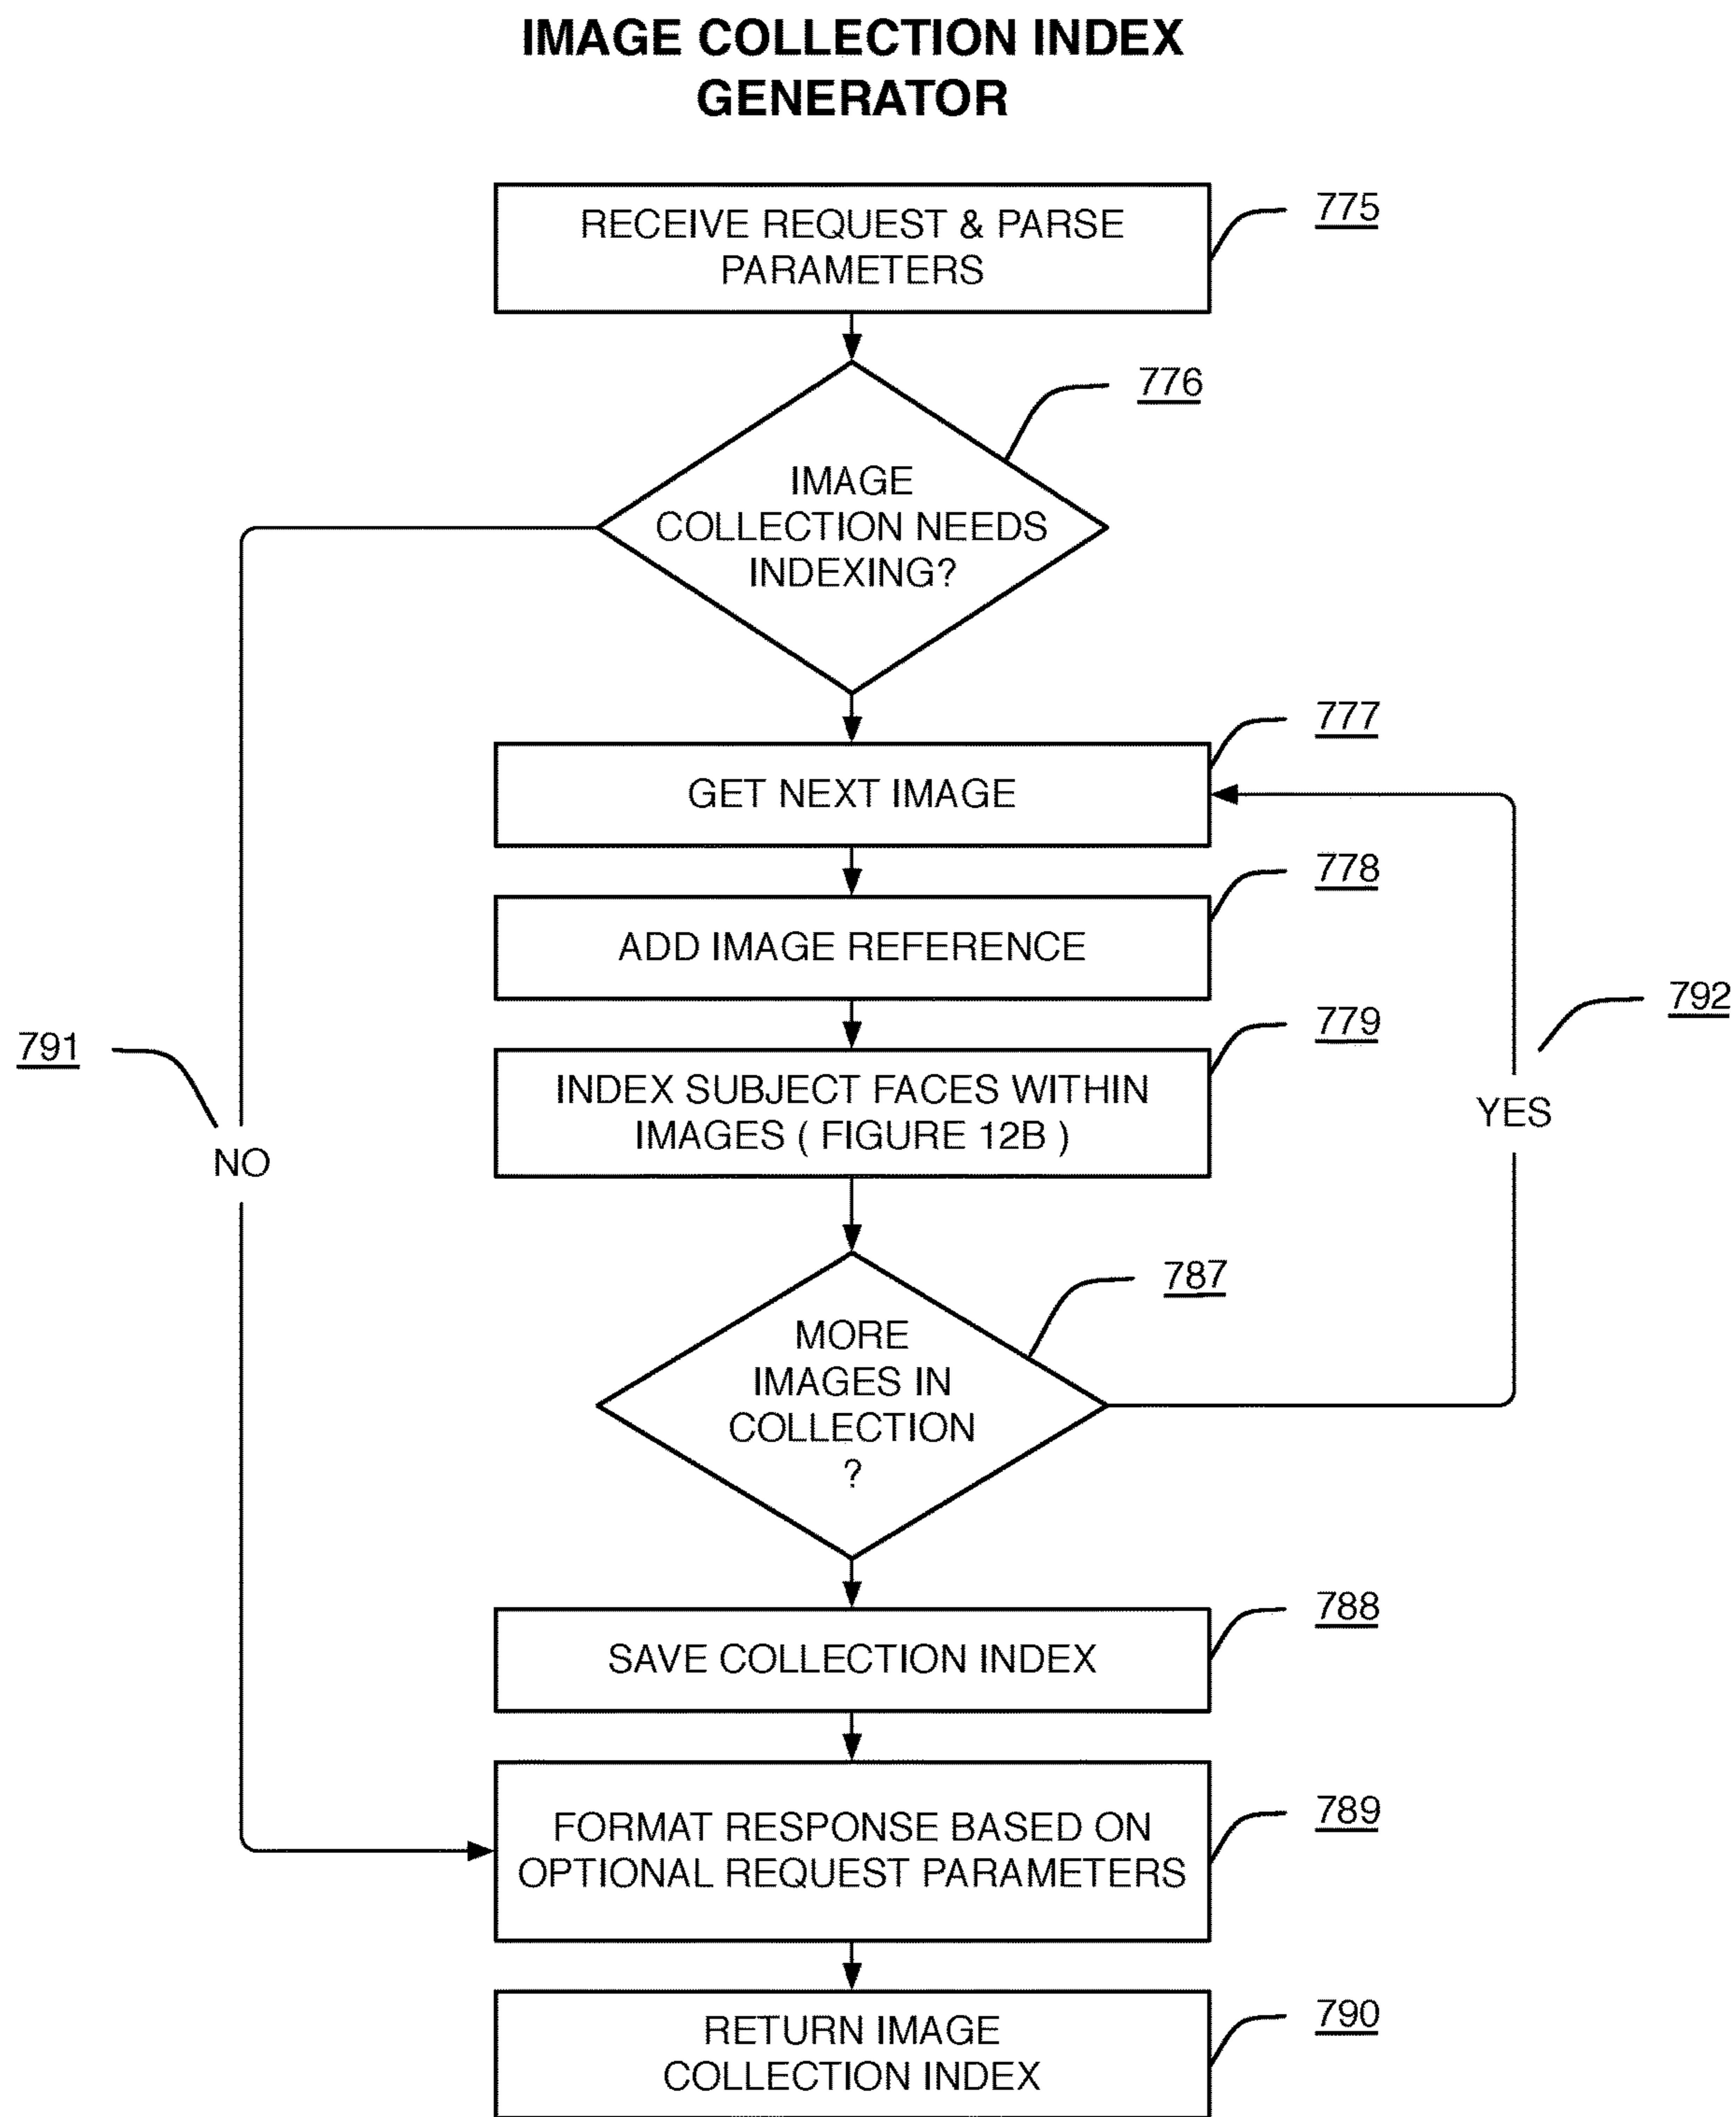 IMAGE COLLECTION INDEX
GENERATOR
RECEIVE REQUEST & PARSE
PARAMETERS
775
776
IMAGE
COLLECTION NEEDS
INDEXING?
777
GET NEXT IMAGE
778
ADD IMAGE REFERENCE
792
779
791
INDEX SUBJECT FACES WITHIN
IMAGES ( FIGURE 12B )
YES
NO
787
MORE
IMAGES IN
COLLECTION
?
788
SAVE COLLECTION INDEX
789
FORMAT RESPONSE BASED ON
OPTIONAL REQUEST PARAMETERS
790
RETURN IMAGE
COLLECTION INDEX